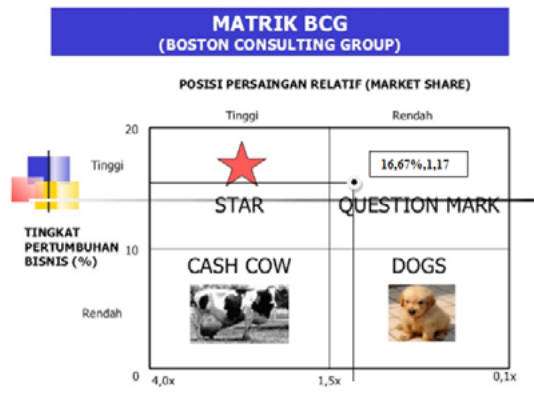 MATRIK BCG
(BOSTON CONSULTING GROUP)
POSISI PERSAINGAN RELATIF (MARKET SHARE)
Tinggi Rendah
20
Tinggi
16,67%,1,17
STAR QUESTION MARK
TINGKAT
PERTUMBUHAN
BISNIS (%)
10
CASH COW DOGS
Rendah
0 4,0x 1,5x 0,1x